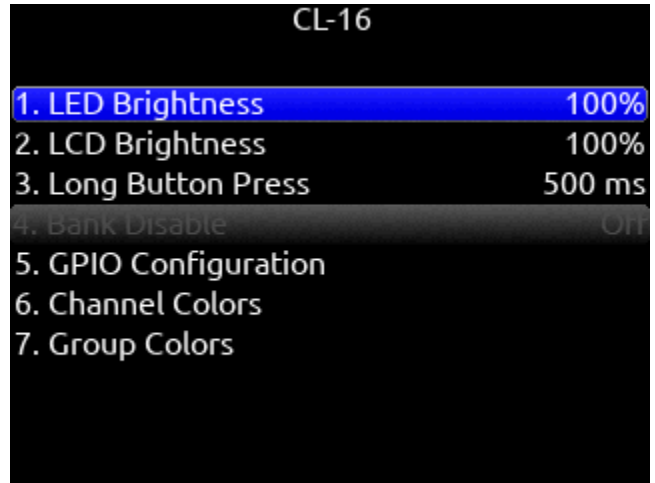 CL-16
1. LED Brightness 100%
2. LCD Brightness 100%
3. Long Button Press 500 ms
4. Bank Disable Off
5. GPIO Configuration
6. Channel Colors
7. Group Colors